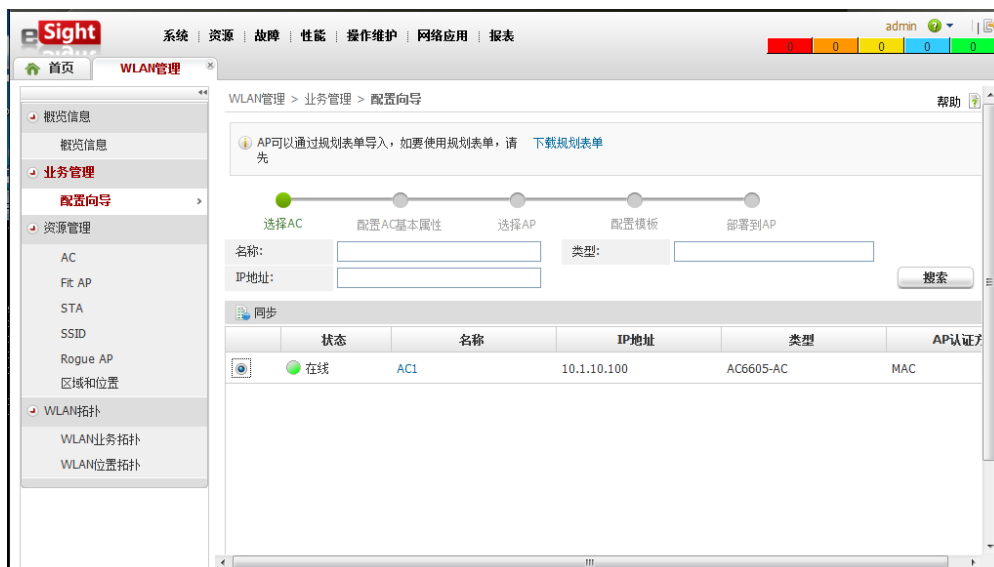 eSight
系统 | 资源 | 故障 | 性能 | 操作维护 | 网络应用 | 报表
admin
0 0 0 0 0
首页 WLAN管理
WLAN管理 > 业务管理 > 配置向导
帮助
概览信息
概览信息
业务管理
配置向导
资源管理
AC
Fit AP
STA
SSID
Rogue AP
区域和位置
WLAN拓扑
WLAN业务拓扑
WLAN位置拓扑
AP可以通过规划表单导入，如要使用规划表单，请 下载规划表单
先
选择AC 配置AC基本属性 选择AP 配置模板 部署到AP
名称: 类型:
IP地址:
搜索
同步
状态 名称 IP地址 类型 AP认证方
在线 AC1 10.1.10.100 AC6605-AC MAC